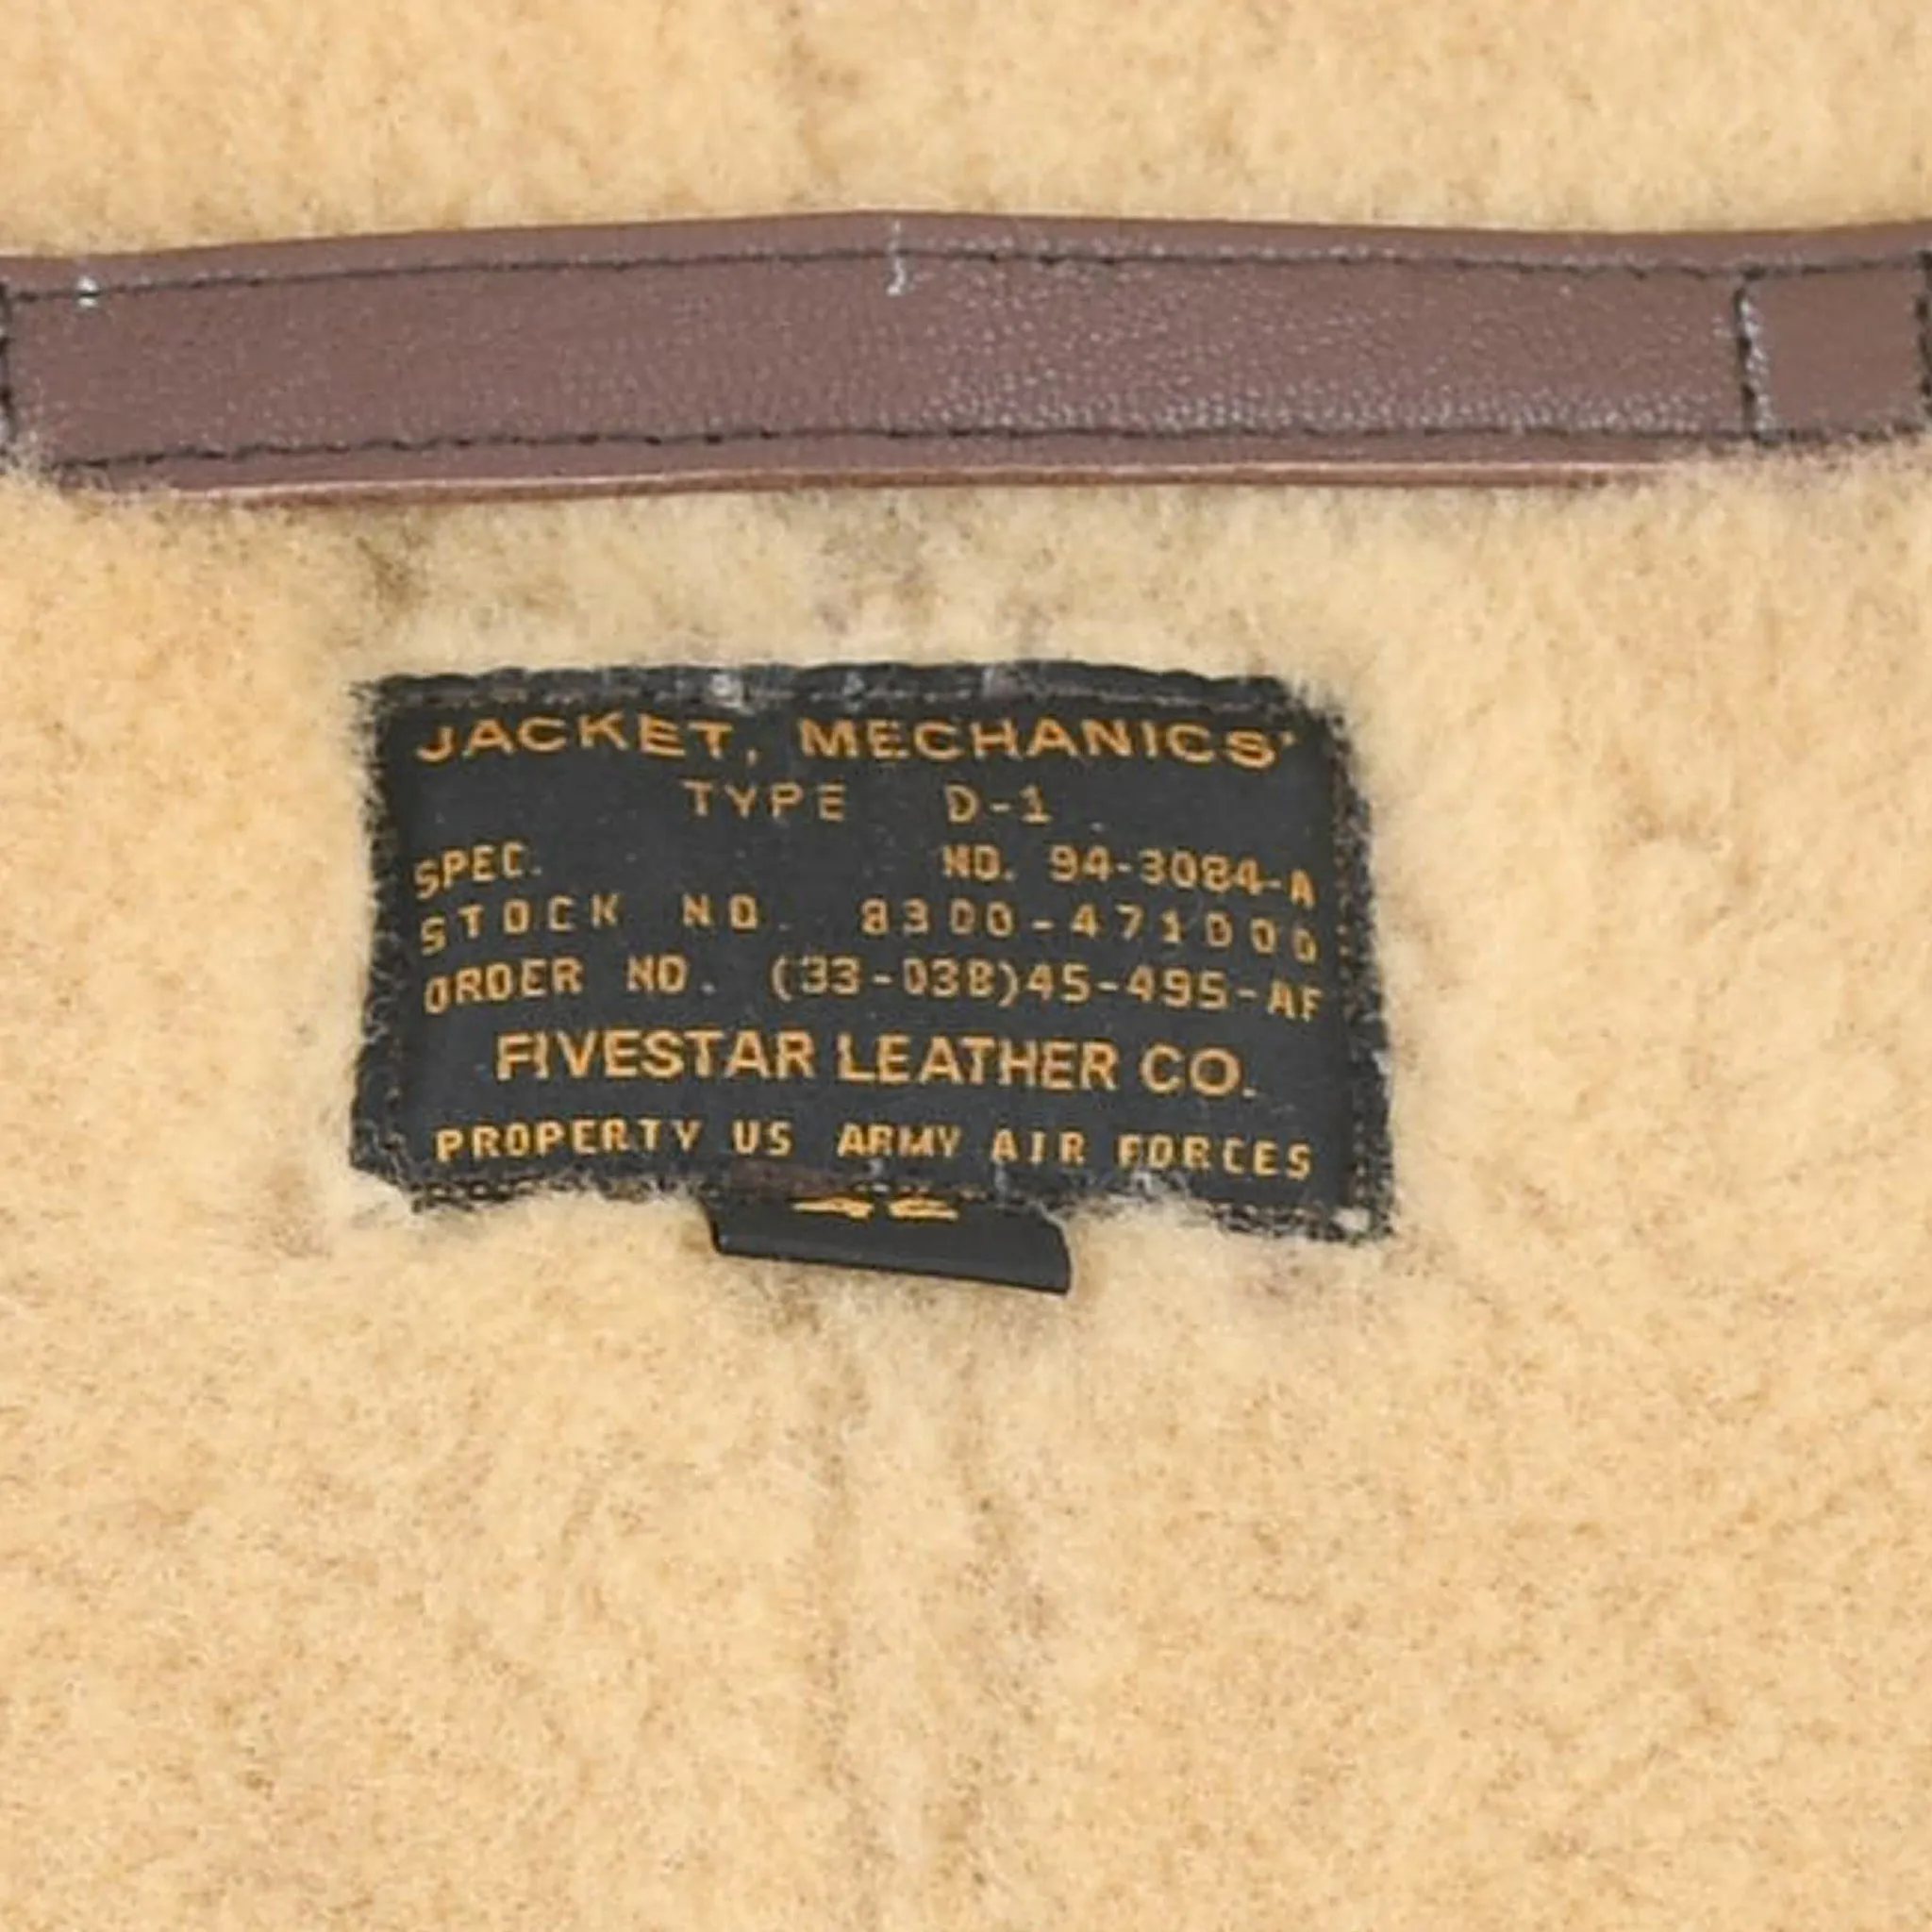 JACKET, MECHANICS'
TYPE D-1
SPEC. NO. 94-3084-A
STOCK NO. 8300-471000
ORDER NO. (33-038)45-495-AF
FIVESTAR LEATHER CO.
PROPERTY US ARMY AIR FORCES